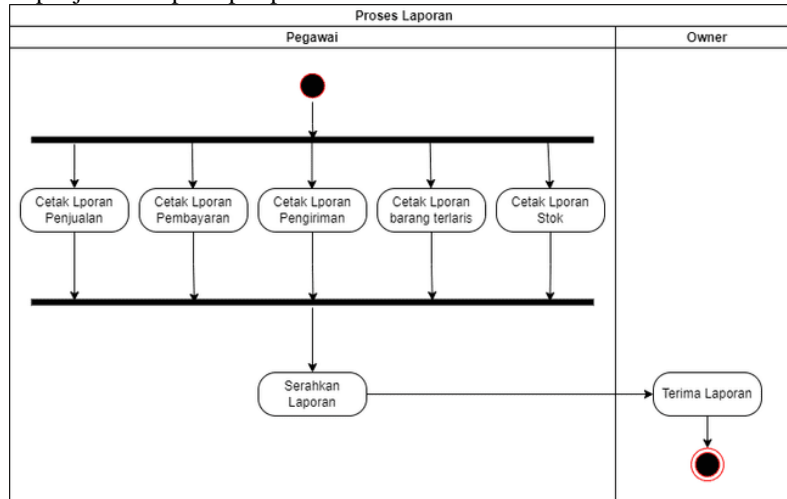 Proses Laporan
Pegawai
Owner
Cetak Lporan
Penjualan
Cetak Lporan
Pembayaran
Cetak Lporan
Pengiriman
Cetak Lporan
barang terlaris
Cetak Lporan
Stok
Serahkan
Laporan
Terima Laporan